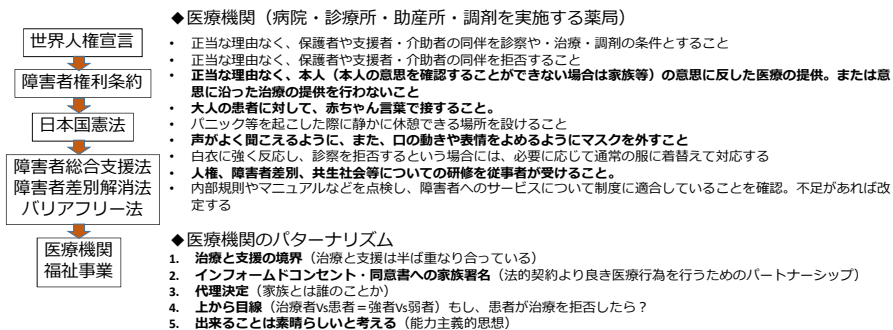 世界人権宣言
障害者権利条約
日本国憲法
障害者総合支援法
障害者差別解消法
バリアフリー法
医療機関
福祉事業
◆医療機関（病院・診療所・助産所・調剤を実施する薬局）
• 正当な理由なく、保護者や支援者・介助者の同伴を診察や・治療・調剤の条件とすること
• 正当な理由なく、保護者や支援者・介助者の同伴を拒否すること
• 正当な理由なく、本人（本人の意思を確認することができない場合は家族等）の意思に反した医療の提供。または意
思に沿った治療の提供を行わないこと
• 大人の患者に対して、赤ちゃん言葉で接すること。
• パニック等を起こした際に静かに休憩できる場所を設けること
• 声がよく聞こえるように、また、口の動きや表情をよめるようにマスクを外すこと
• 白衣に強く反応し、診察を拒否するという場合には、必要に応じて通常の服に着替えて対応する
• 人権、障害者差別、共生社会等についての研修を従事者が受けること。
• 内部規則やマニュアルなどを点検し、障害者へのサービスについて制度に適合していることを確認。不足があれば改
定する
◆医療機関のパターナリズム
1. 治療と支援の境界（治療と支援は半ば重なり合っている）
2. インフォームドコンセント・同意書への家族署名（法的契約より良き医療行為を行うためのパートナーシップ）
3. 代理決定（家族とは誰のことか）
4. 上から目線（治療者Vs患者＝強者Vs弱者）もし、患者が治療を拒否したら？
5. 出来ることは素晴らしいと考える（能力主義的思想）